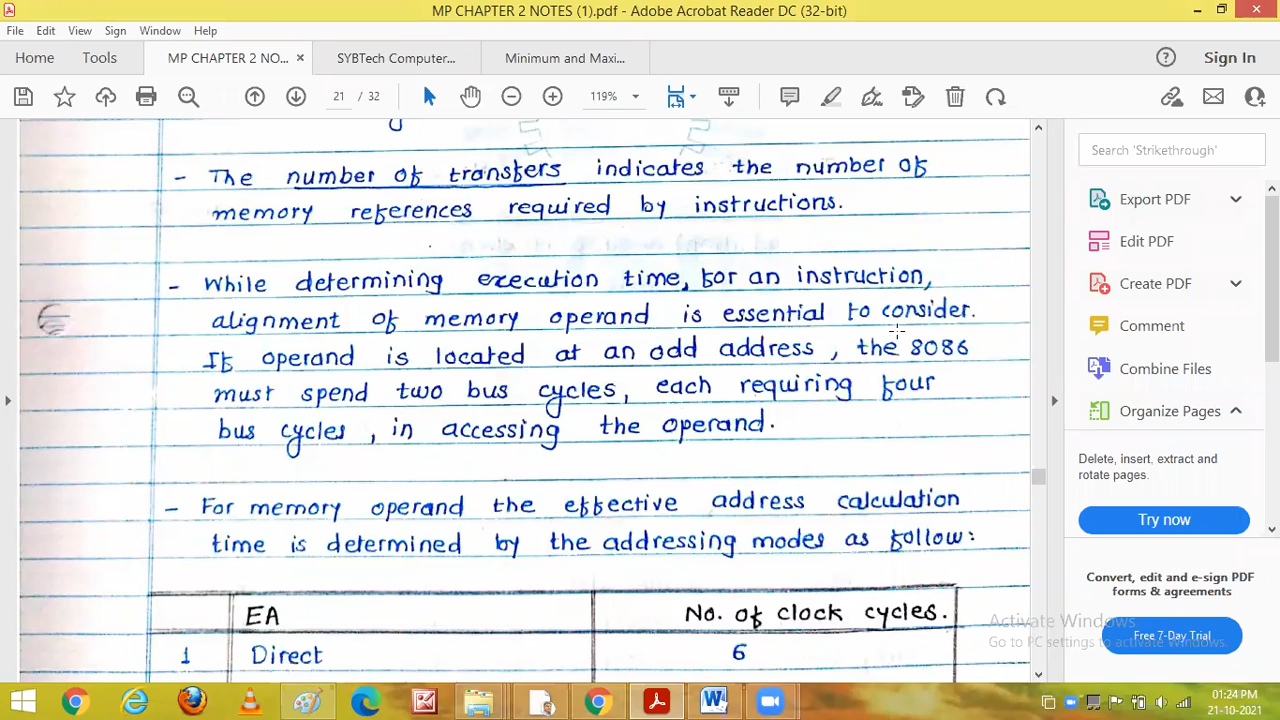 MP CHAPTER 2 NOTES (1).pdf - Adobe Acrobat Reader DC (32-bit)
File Edit View Sign Window Help
Home Tools MP CHAPTER 2 NO... × SYBTech Computer... Minimum and Maxi... Sign In
21 / 32 119%
- The number of transfers indicates the number of
memory references required by instructions.
- While determining execution time, for an instruction,
alignment of memory operand is essential to consider.
If operand is located at an odd address, the 8086
must spend two bus cycles, each requiring four
bus cycles, in accessing the operand.
- For memory operand the effective address calculation
time is determined by the addressing modes as follow:
EA No. of clock cycles.
1 Direct 6
Search 'Strikethrough'
Export PDF
Edit PDF
Create PDF
Comment
Combine Files
Organize Pages
Delete, insert, extract and
rotate pages.
Try now
Convert, edit and e-sign PDF
forms & agreements
Free 7-Day Trial
Activate Windows
Go to PC settings to activate Windows.
01:24 PM
21-10-2021